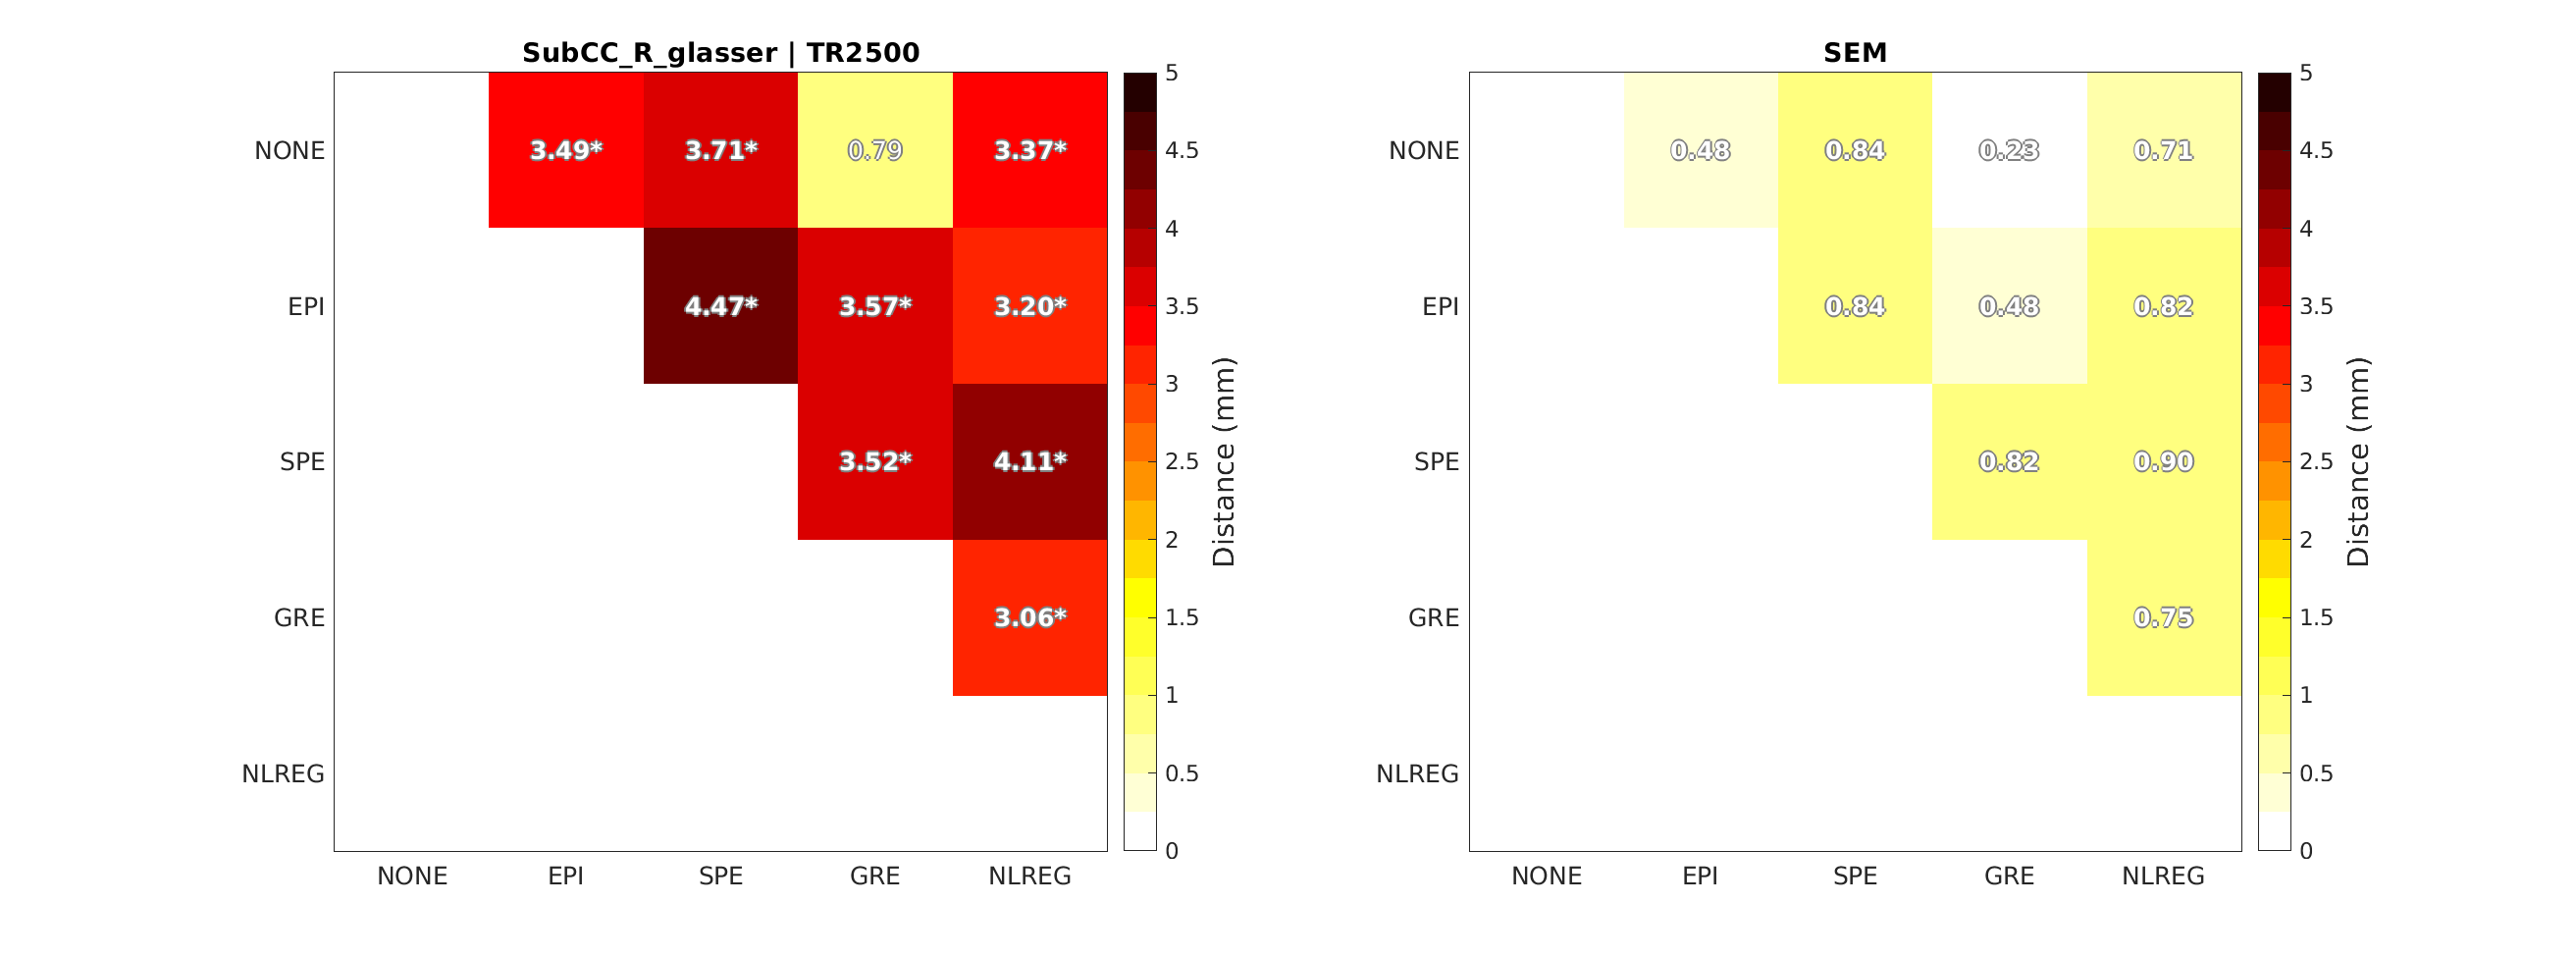 SubCC_R_glasser | TR2500
NONE 3.49* 3.71* 0.79 3.37*
EPI 4.47* 3.57* 3.20*
SPE 3.52* 4.11*
GRE 3.06*
NLREG
NONE EPI SPE GRE NLREG
5
4.5
4
3.5
3
2.5
2
1.5
1
0.5
0
Distance (mm)
SEM
NONE 0.48 0.84 0.23 0.71
EPI 0.84 0.48 0.82
SPE 0.82 0.90
GRE 0.75
NLREG
NONE EPI SPE GRE NLREG
5
4.5
4
3.5
3
2.5
2
1.5
1
0.5
0
Distance (mm)